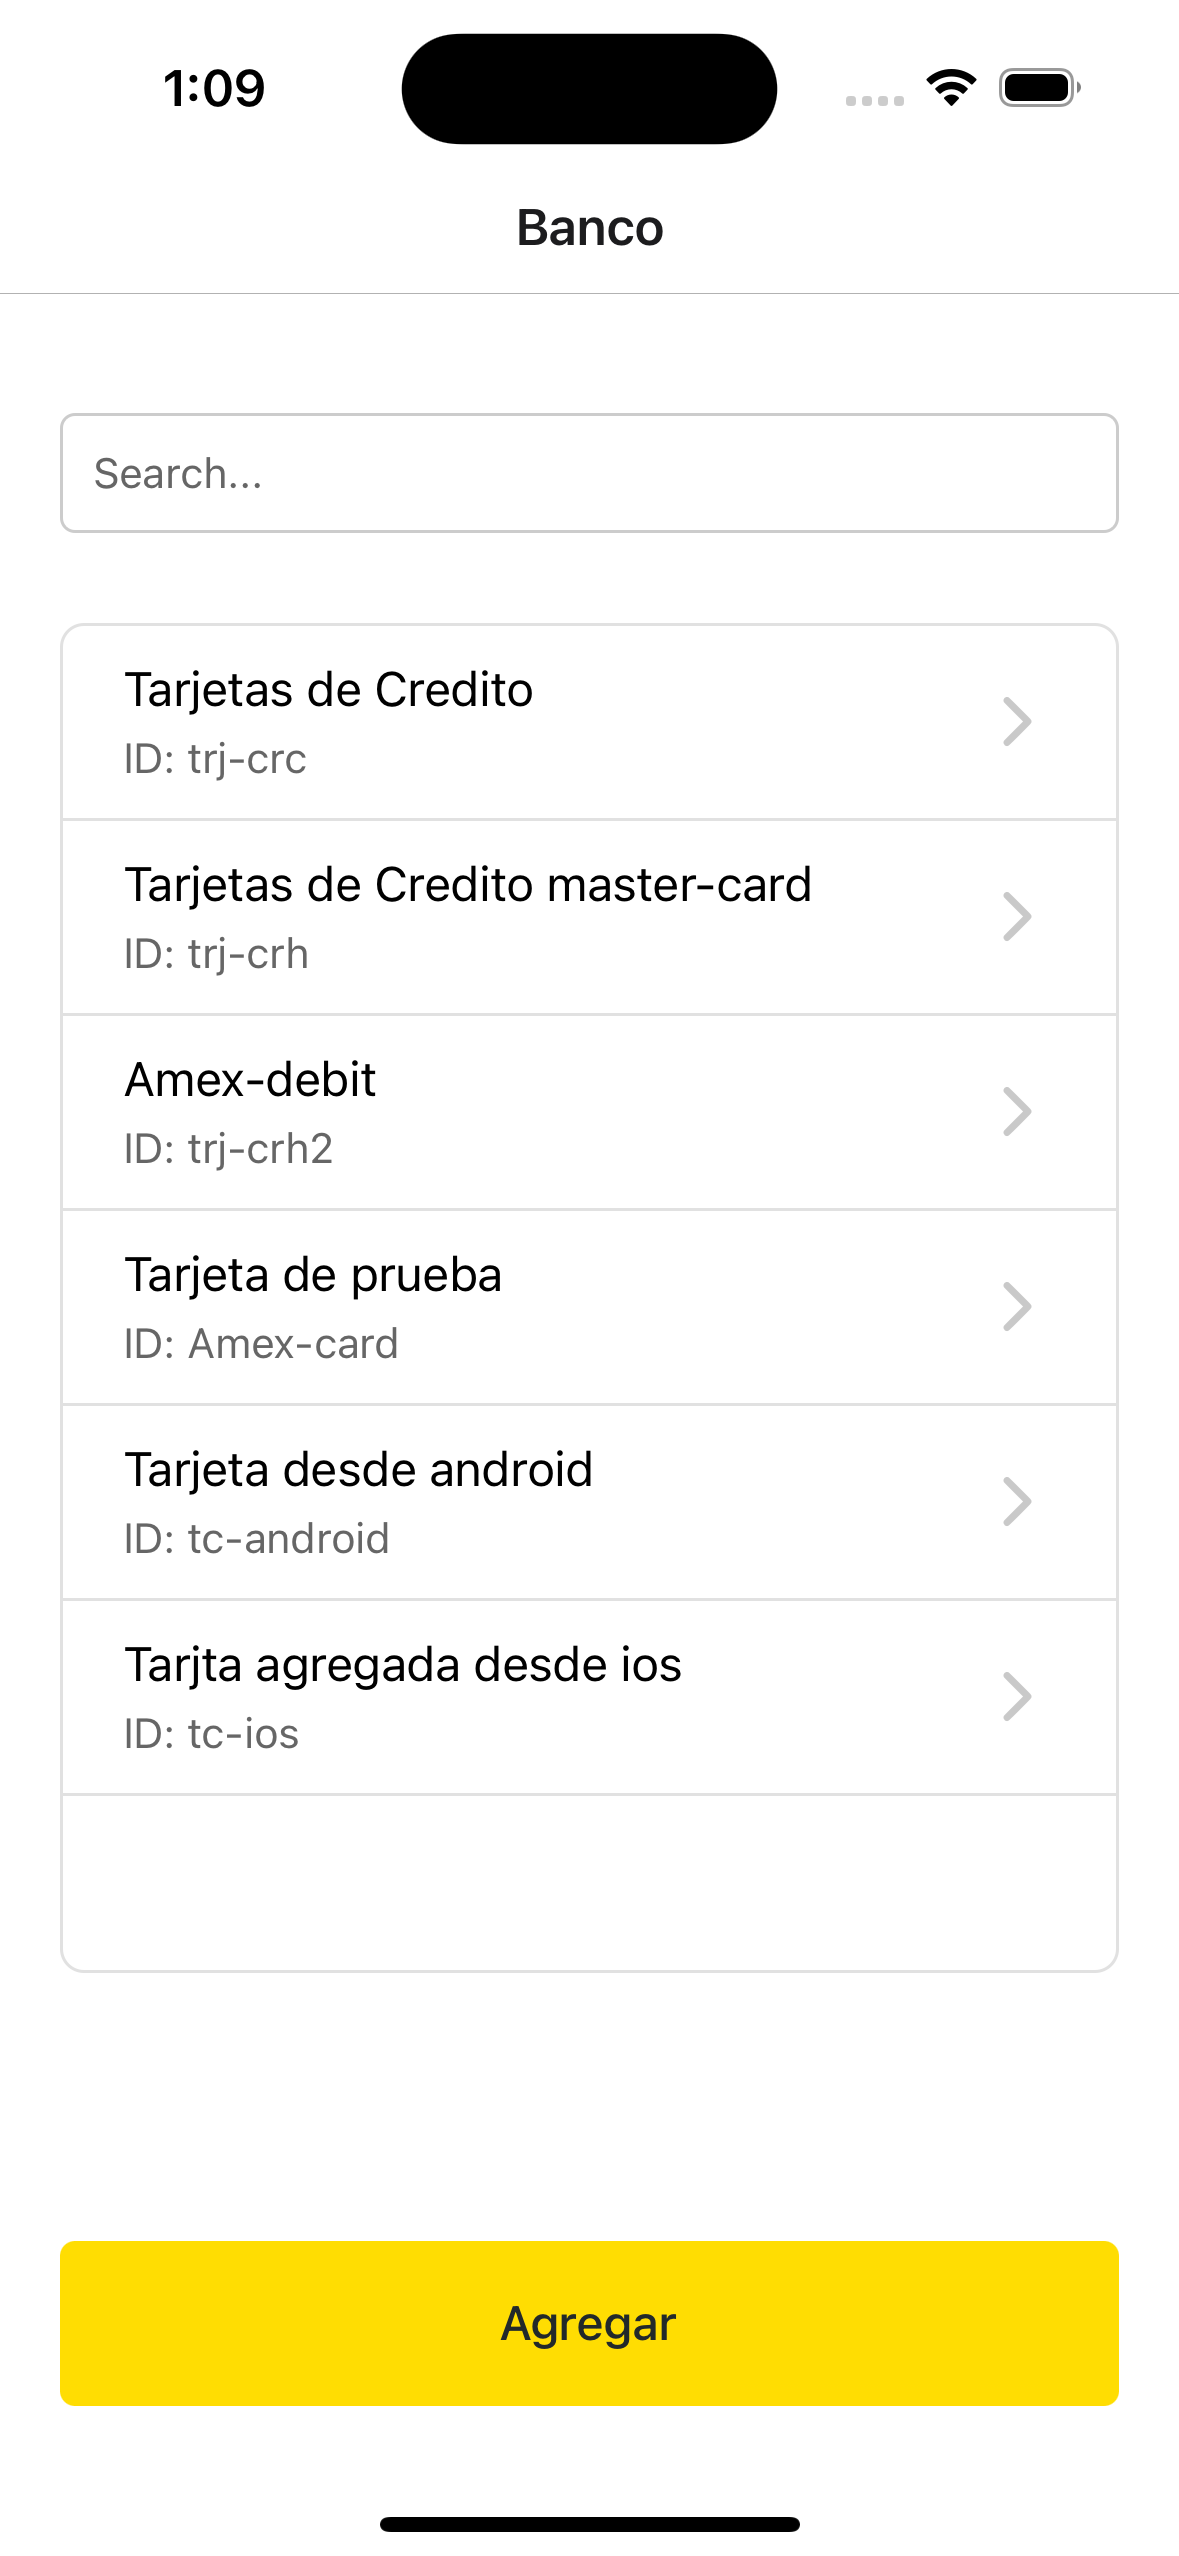 1:09
Banco
Search...
Tarjetas de Credito
ID: trj-crc
Tarjetas de Credito master-card
ID: trj-crh
Amex-debit
ID: trj-crh2
Tarjeta de prueba
ID: Amex-card
Tarjeta desde android
ID: tc-android
Tarjta agregada desde ios
ID: tc-ios
Agregar